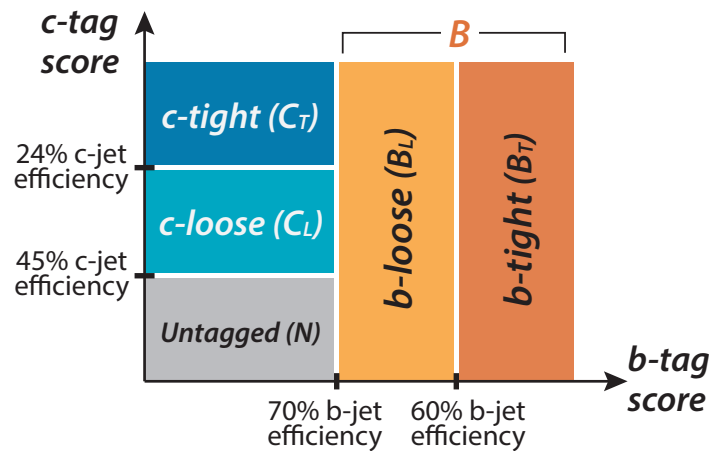 c-tag
score
B
c-tight (CT)
24% c-jet
efficiency
c-loose (CL)
45% c-jet
efficiency
Untagged (N)
b-loose (BL)
b-tight (BT)
b-tag
score
70% b-jet
efficiency
60% b-jet
efficiency